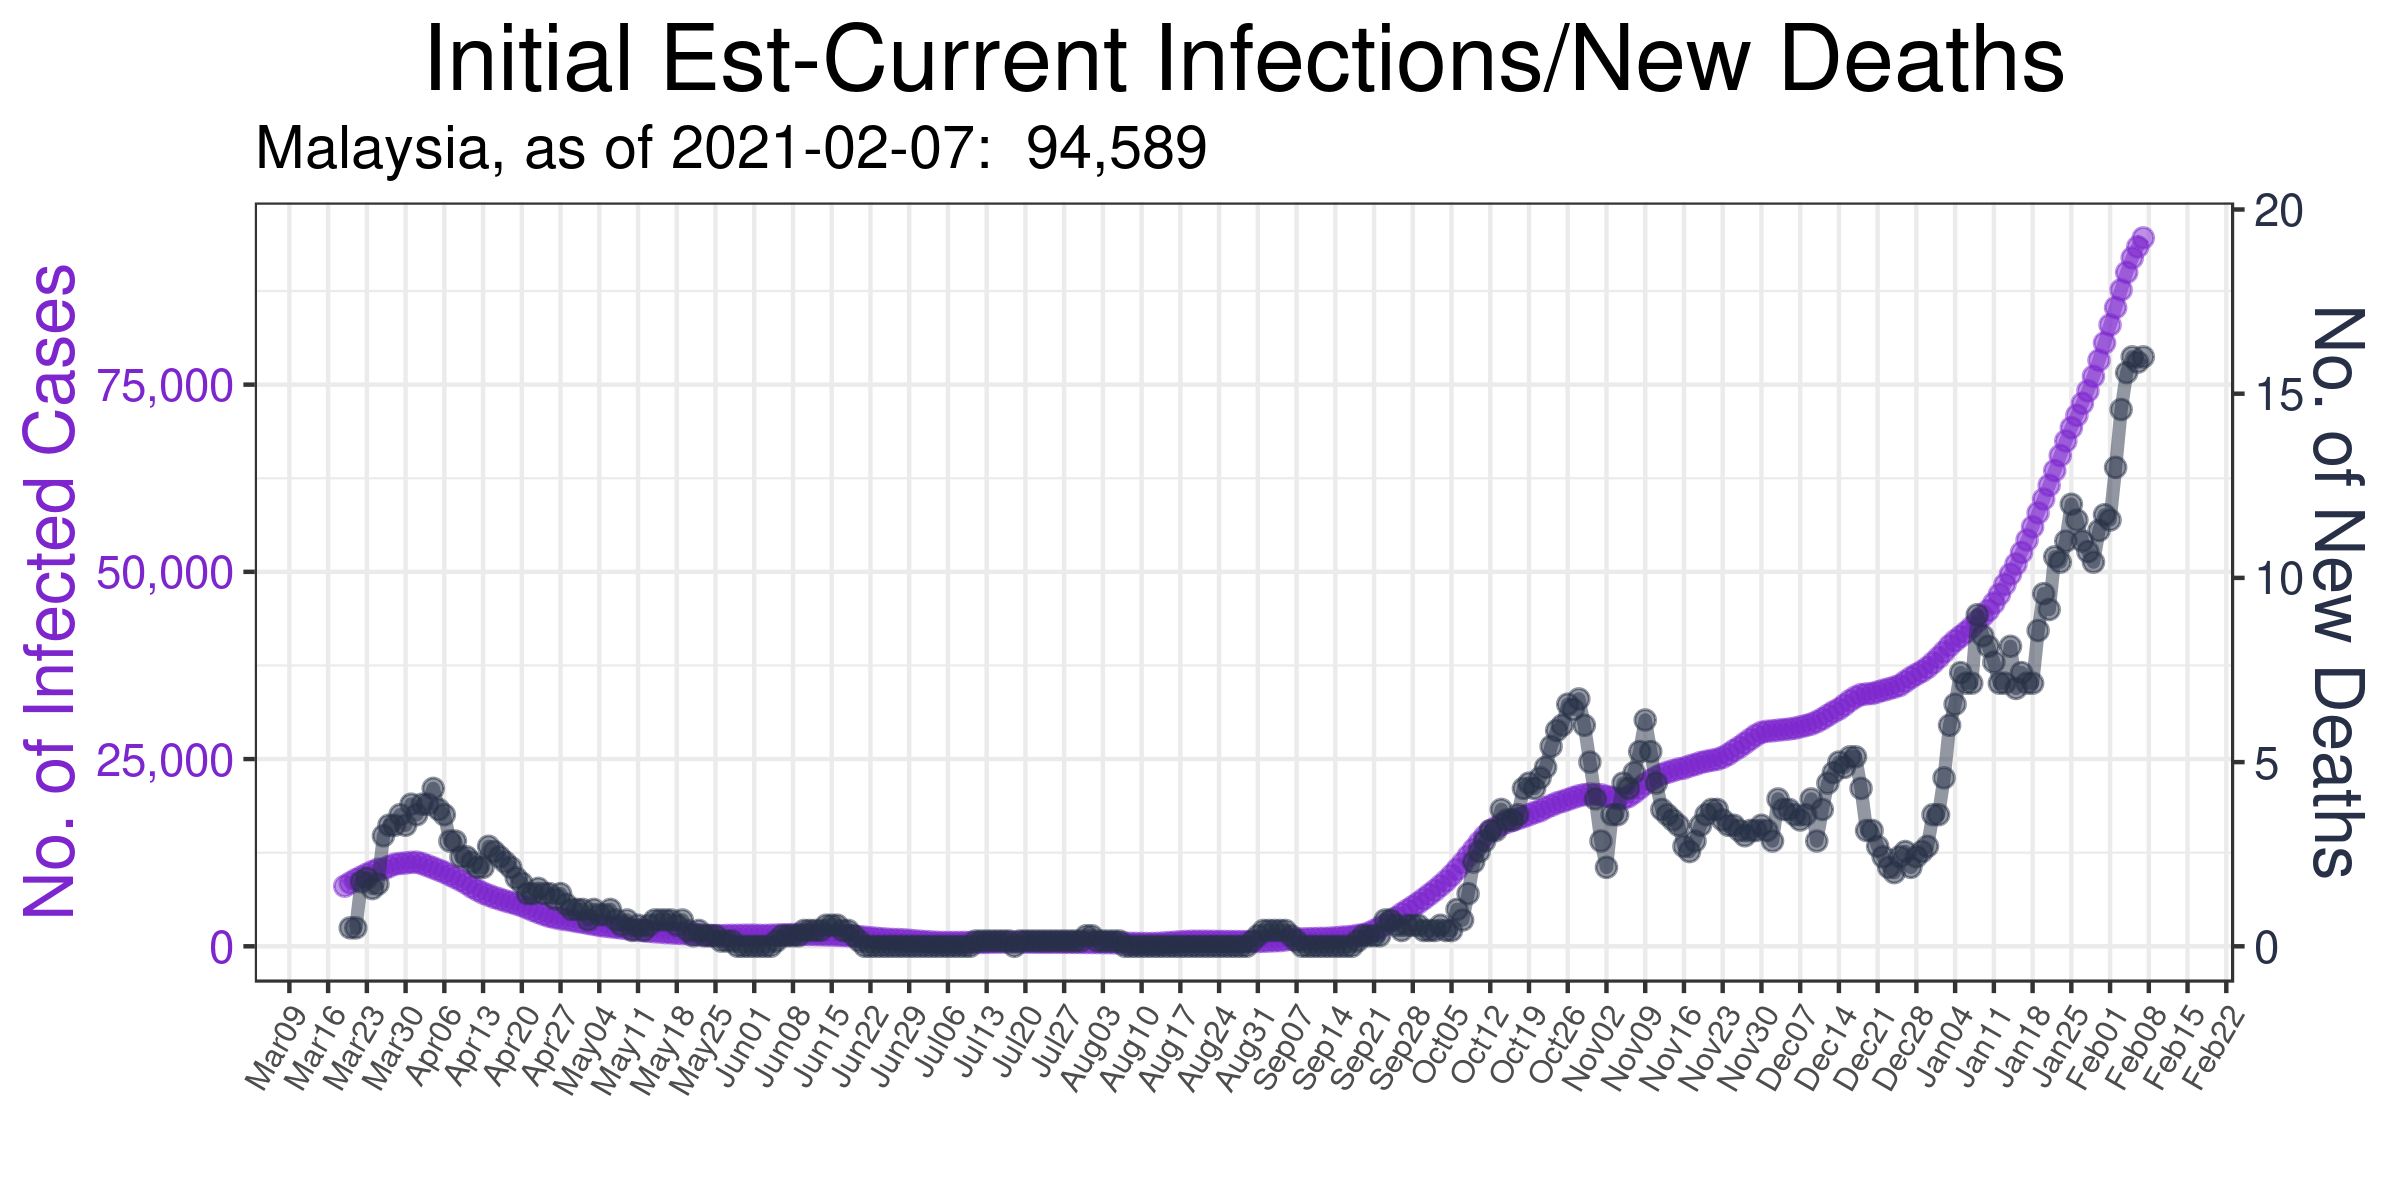 Initial Est-Current Infections/New Deaths
Malaysia, as of 2021-02-07:  94,589
No. of Infected Cases
75,000
50,000
25,000
0
20
15
10
5
0
No. of New Deaths
Mar09
Mar16
Mar23
Mar30
Apr06
Apr13
Apr20
Apr27
May04
May11
May18
May25
Jun01
Jun08
Jun15
Jun22
Jun29
Jul06
Jul13
Jul20
Jul27
Aug03
Aug10
Aug17
Aug24
Aug31
Sep07
Sep14
Sep21
Sep28
Oct05
Oct12
Oct19
Oct26
Nov02
Nov09
Nov16
Nov23
Nov30
Dec07
Dec14
Dec21
Dec28
Jan04
Jan11
Jan18
Jan25
Feb01
Feb08
Feb15
Feb22